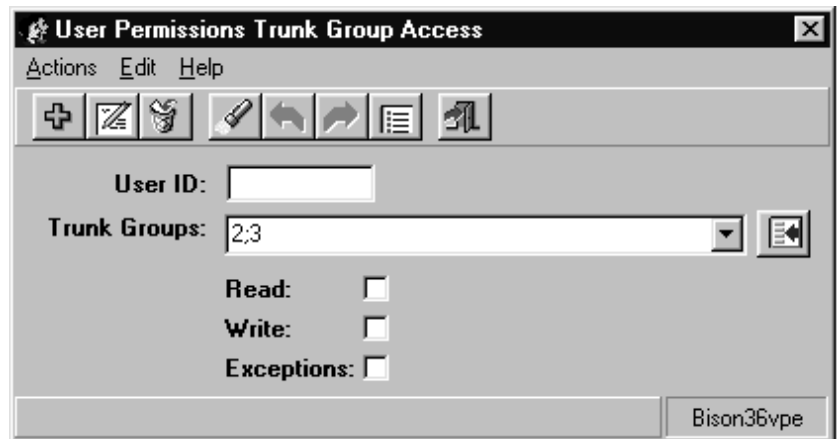 User Permissions Trunk Group Access
Actions Edit Help
User ID:
Trunk Groups: 2;3
Read:
Write:
Exceptions:
Bison36vpe